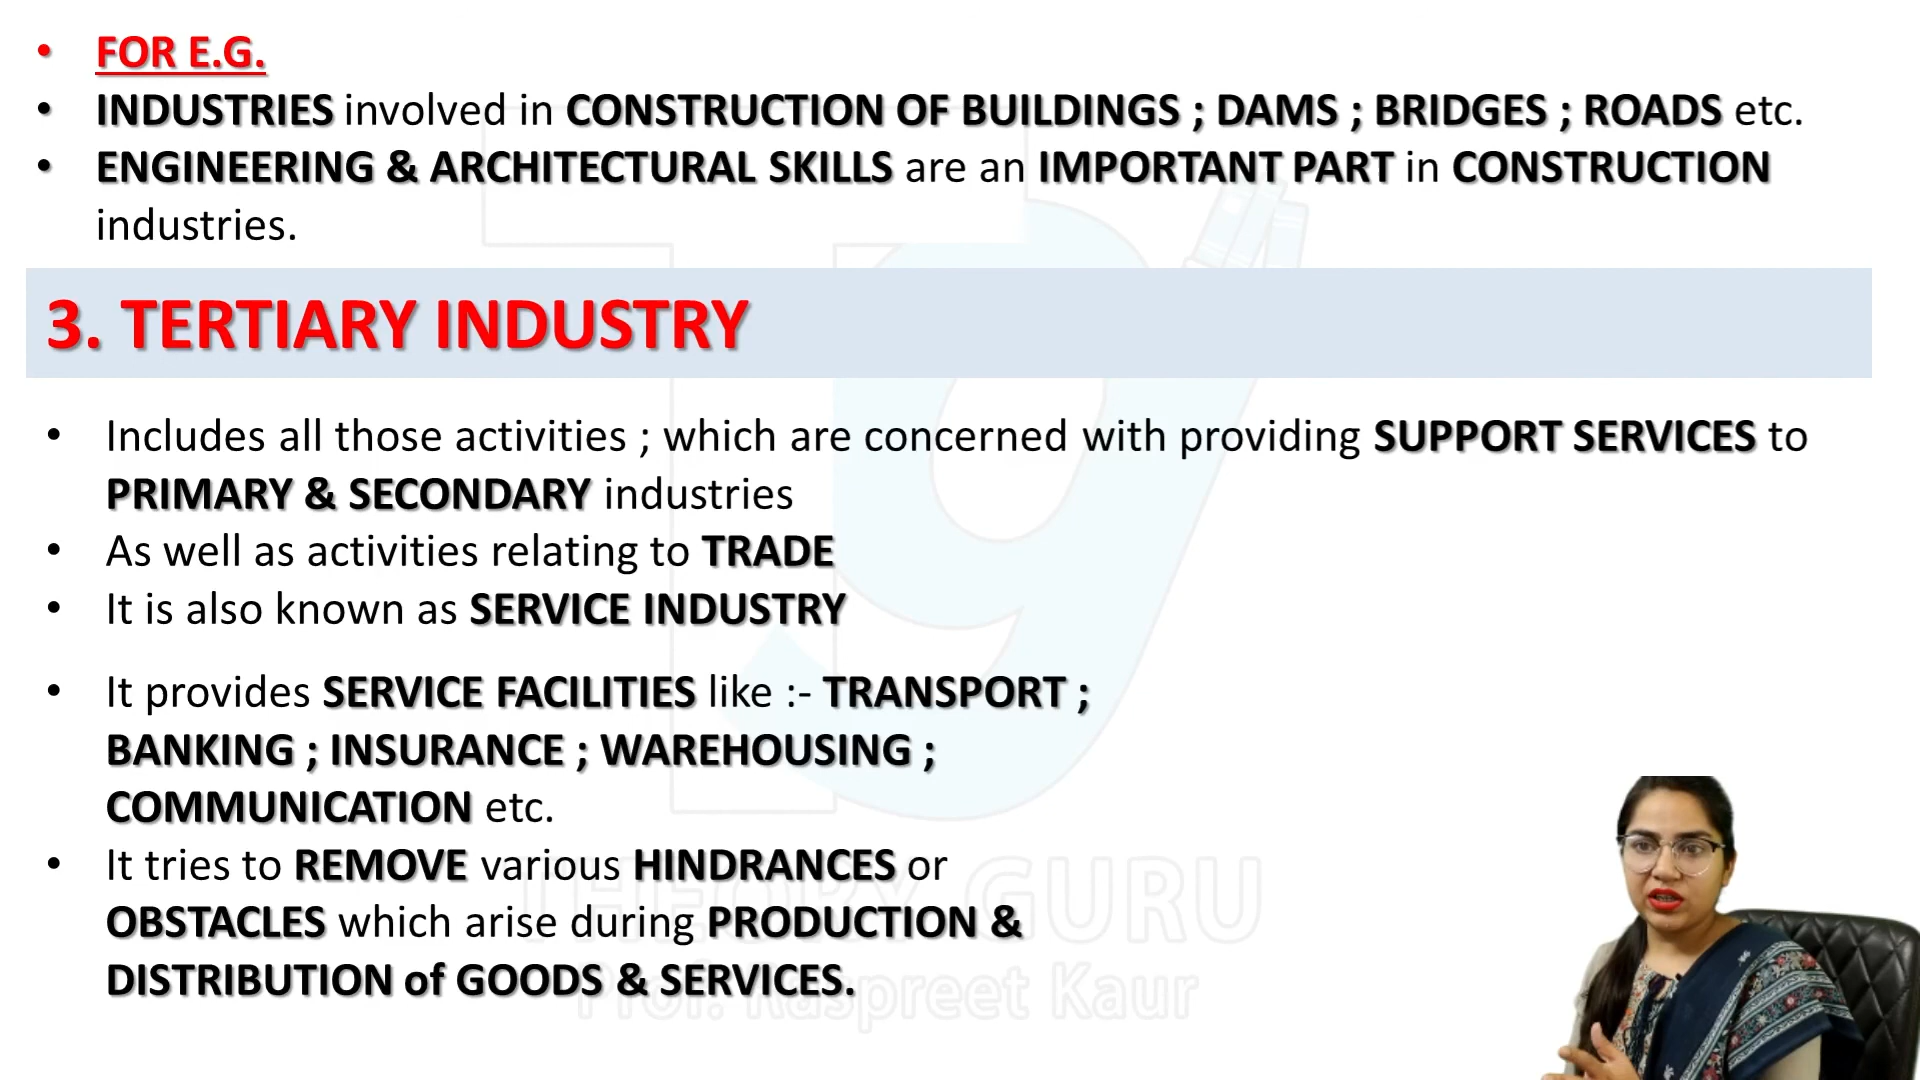 • FOR E.G.
• INDUSTRIES involved in CONSTRUCTION OF BUILDINGS ; DAMS ; BRIDGES ; ROADS etc.
• ENGINEERING & ARCHITECTURAL SKILLS are an IMPORTANT PART in CONSTRUCTION
industries.
3. TERTIARY INDUSTRY
• Includes all those activities ; which are concerned with providing SUPPORT SERVICES to
PRIMARY & SECONDARY industries
• As well as activities relating to TRADE
• It is also known as SERVICE INDUSTRY
• It provides SERVICE FACILITIES like :- TRANSPORT ;
BANKING ; INSURANCE ; WAREHOUSING ;
COMMUNICATION etc.
• It tries to REMOVE various HINDRANCES or
OBSTACLES which arise during PRODUCTION &
DISTRIBUTION of GOODS & SERVICES.
THEORY GURU
Prof. Raspreet Kaur